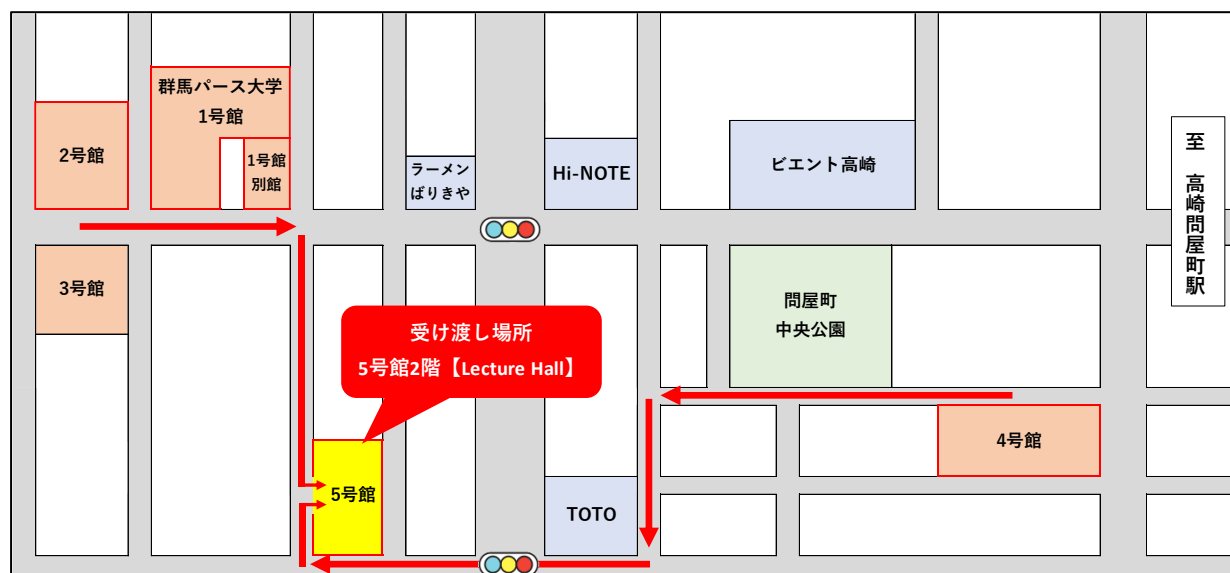 群馬パース大学
1号館
2号館
1号館
別館
ラーメン
ばりきや
Hi-NOTE
ビエント高崎
至 高崎問屋町駅
3号館
問屋町
中央公園
受け渡し場所
5号館2階【Lecture Hall】
4号館
5号館
TOTO